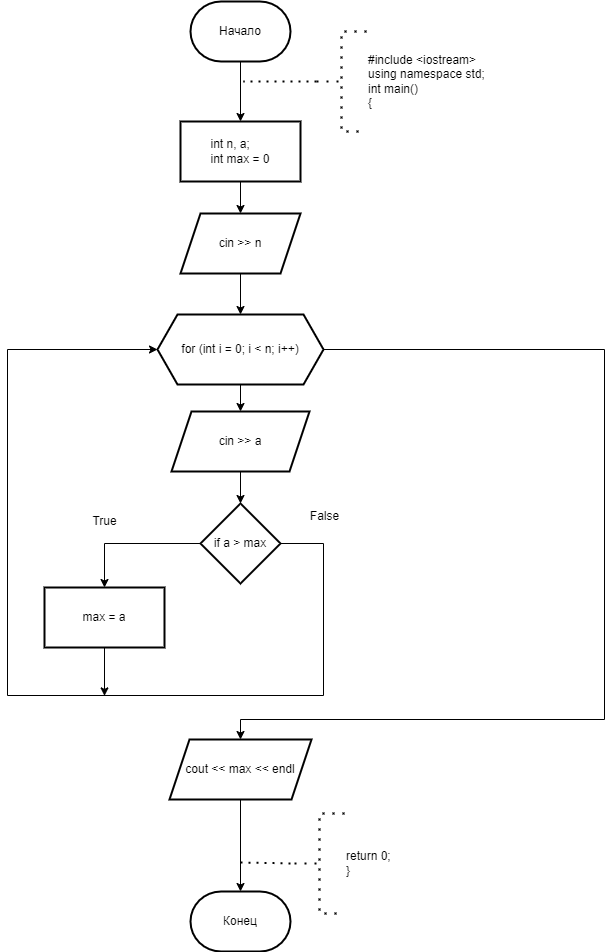 Начало
#include <iostream>
using namespace std;
int main()
{
int n, a;
int max = 0
cin >> n
for (int i = 0; i < n; i++)
cin >> a
True
False
if a > max
max = a
cout << max << endl
return 0;
}
Конец